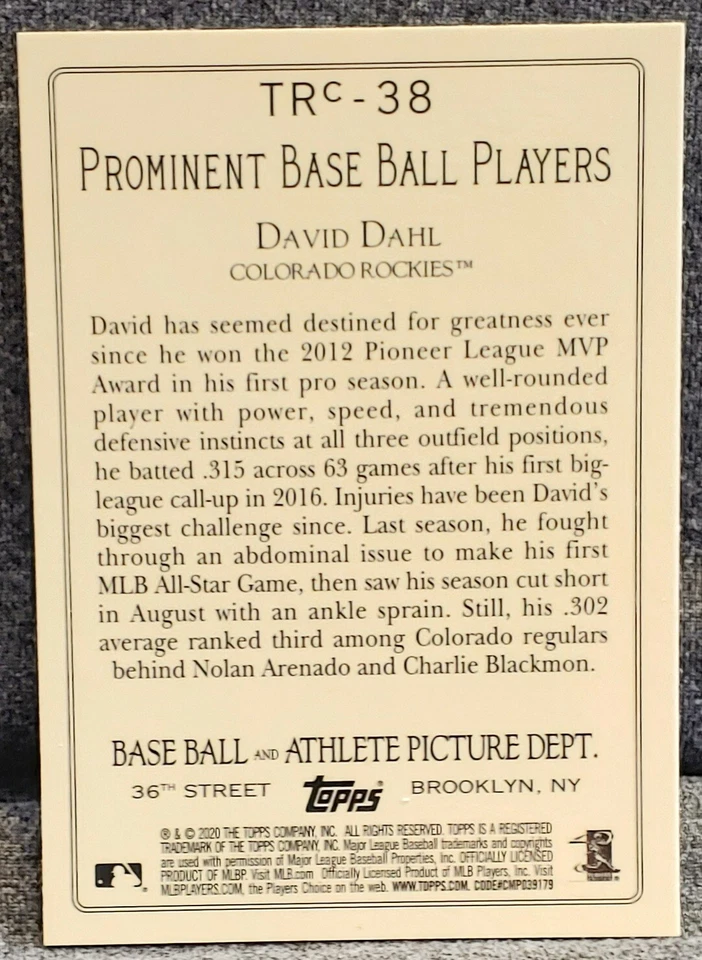 TRC - 38
PROMINENT BASE BALL PLAYERS
DAVID DAHL
COLORADO ROCKIES™
David has seemed destined for greatness ever
since he won the 2012 Pioneer League MVP
Award in his first pro season. A well-rounded
player with power, speed, and tremendous
defensive instincts at all three outfield positions,
he batted .315 across 63 games after his first big-
league call-up in 2016. Injuries have been David's
biggest challenge since. Last season, he fought
through an abdominal issue to make his first
MLB All-Star Game, then saw his season cut short
in August with an ankle sprain. Still, his .302
average ranked third among Colorado regulars
behind Nolan Arenado and Charlie Blackmon.
BASE BALL AND ATHLETE PICTURE DEPT.
36TH STREET Topps® BROOKLYN, NY
® & © 2020 THE TOPPS COMPANY, INC. ALL RIGHTS RESERVED. TOPPS IS A REGISTERED
TRADEMARK OF THE TOPPS COMPANY, INC. Major League Baseball trademarks and copyrights
are used with permission of Major League Baseball Properties, Inc. OFFICIALLY LICENSED
PRODUCT OF MLBP. Visit MLB.com Officially Licensed Product of MLB Players, Inc. Visit
MLBPLAYERS.COM, the Players Choice on the web. WWW.TOPPS.COM. CODE#CMP039179